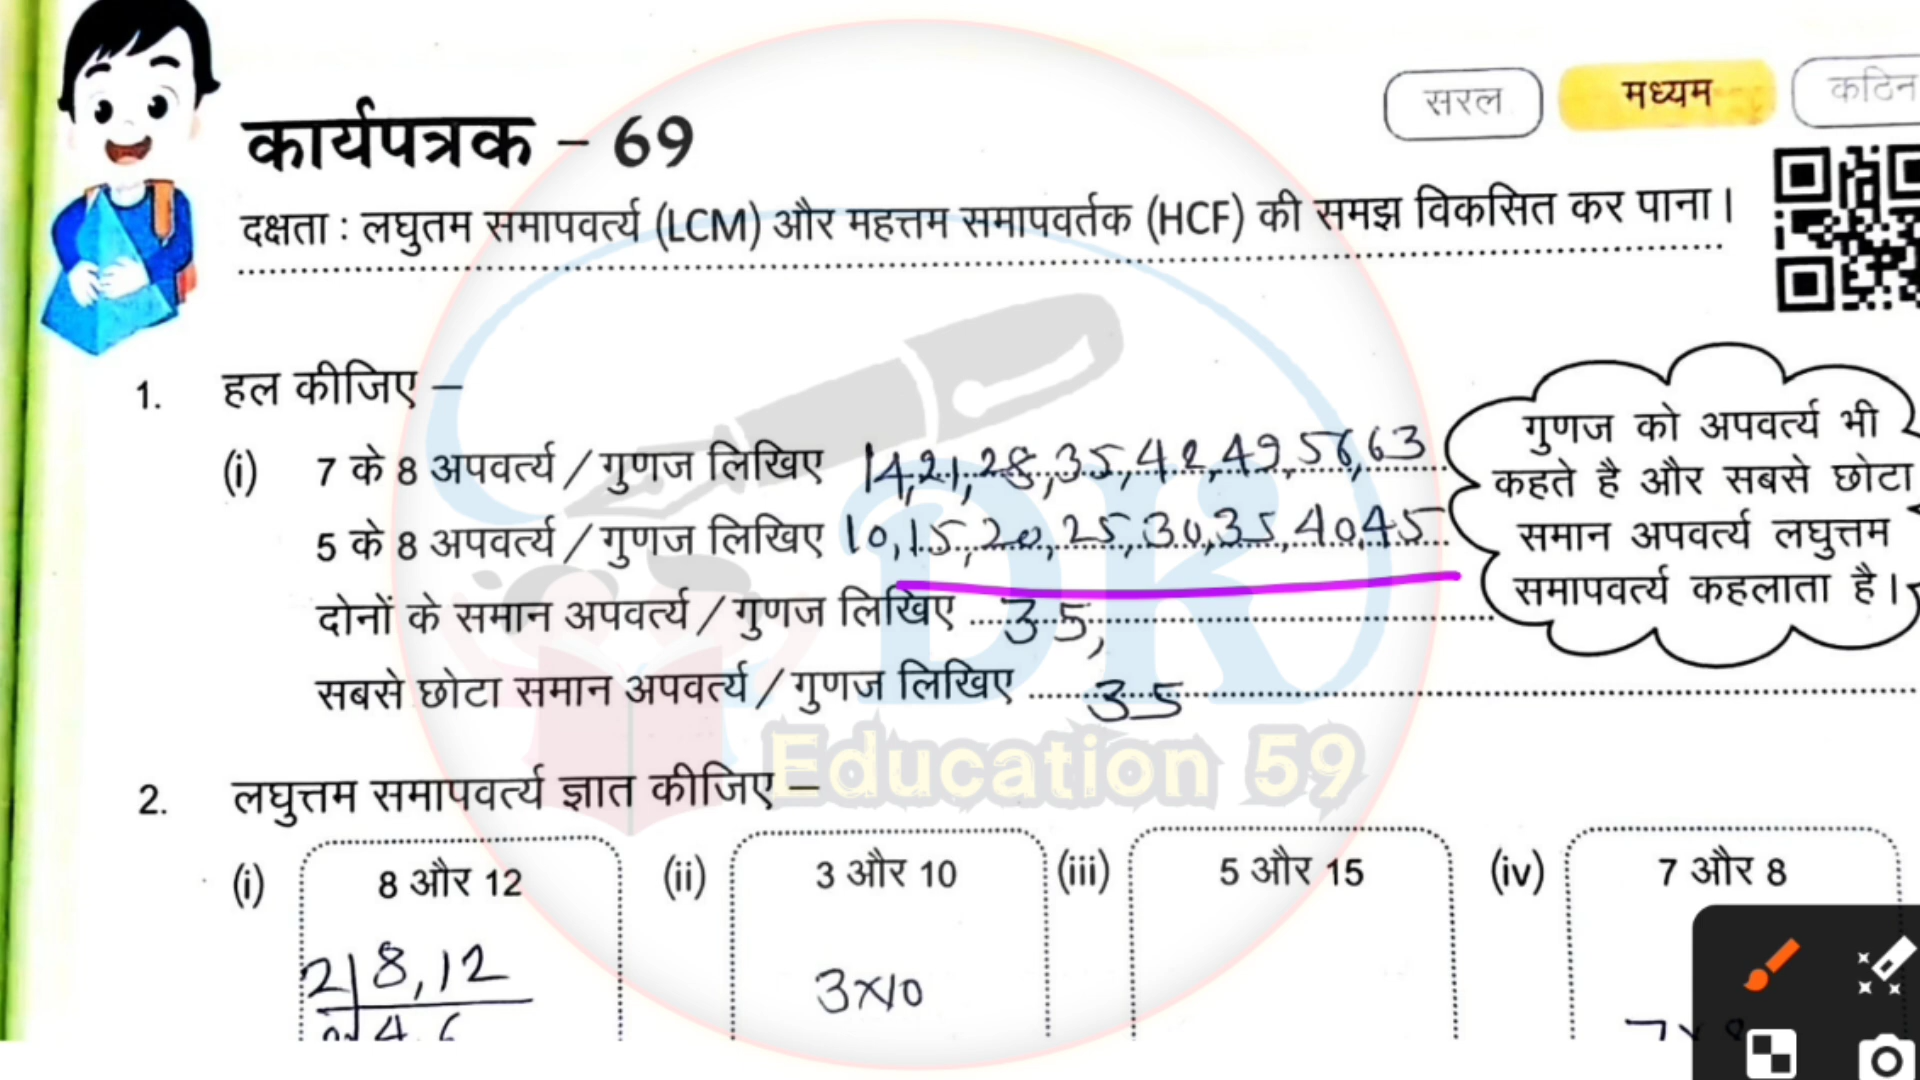 सरल मध्यम कठिन
कार्यपत्रक – 69
दक्षता : लघुतम समापवर्त्य (LCM) और महत्तम समापवर्तक (HCF) की समझ विकसित कर पाना।
1. हल कीजिए –
(i) 7 के 8 अपवर्त्य / गुणज लिखिए 14,21,28,35,42,49,56,63
5 के 8 अपवर्त्य / गुणज लिखिए 10,15,20,25,30,35,40,45
दोनों के समान अपवर्त्य / गुणज लिखिए 35,
सबसे छोटा समान अपवर्त्य / गुणज लिखिए 35
गुणज को अपवर्त्य भी
कहते है और सबसे छोटा
समान अपवर्त्य लघुत्तम
समापवर्त्य कहलाता है।
DK
Education 59
2. लघुत्तम समापवर्त्य ज्ञात कीजिए –
(i) 8 और 12 (ii) 3 और 10 (iii) 5 और 15 (iv) 7 और 8
2 8,12
3×10
4,6